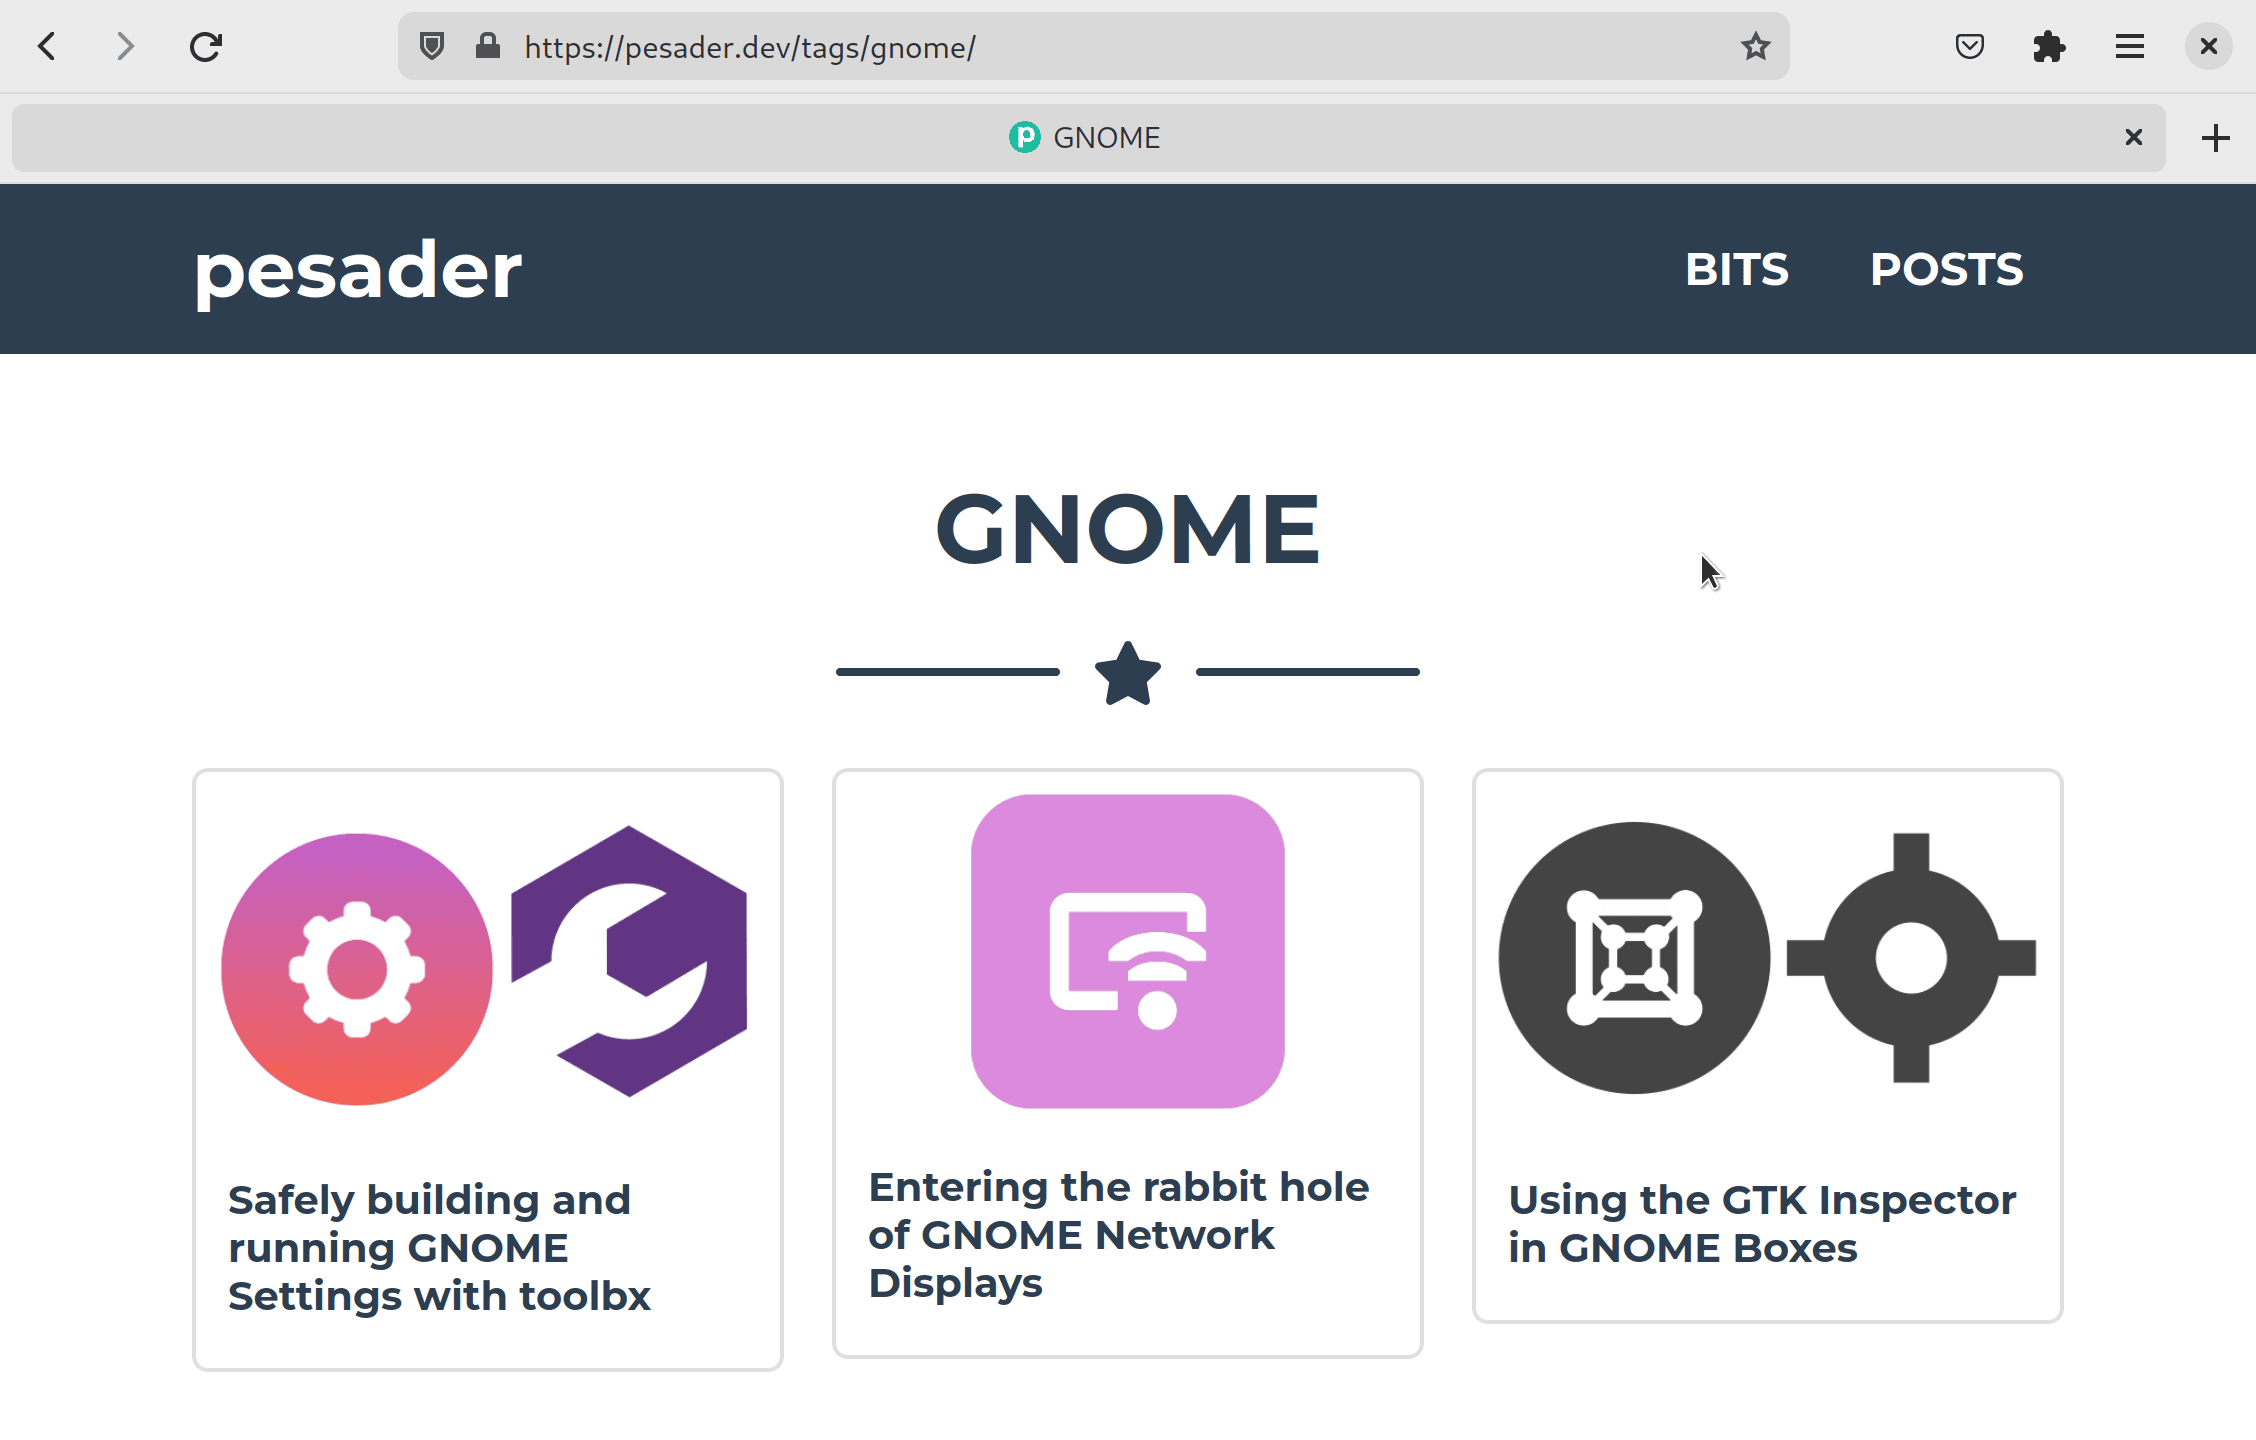 https://pesader.dev/tags/gnome/
p GNOME
pesader
BITS
POSTS
GNOME
Safely building and
running GNOME
Settings with toolbx
Entering the rabbit hole
of GNOME Network
Displays
Using the GTK Inspector
in GNOME Boxes